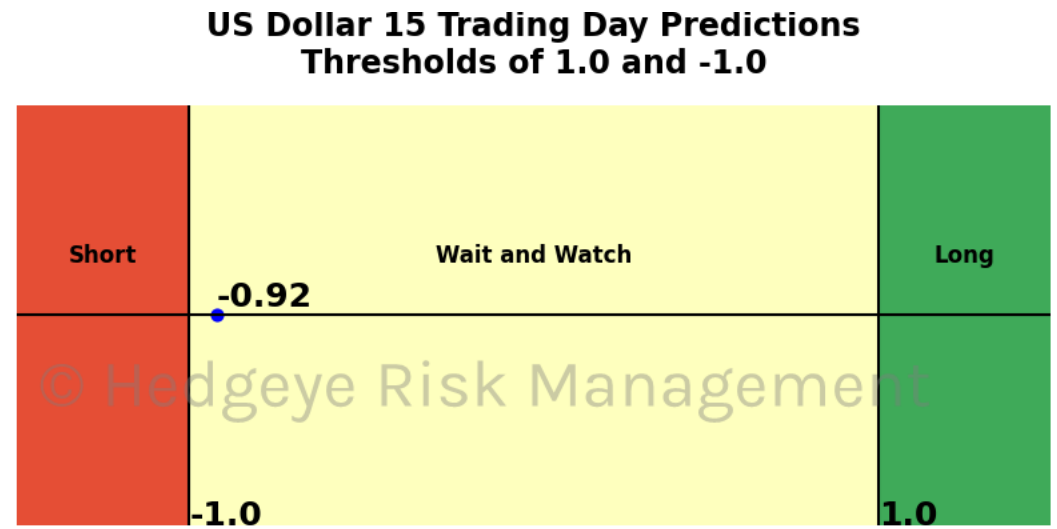 US Dollar 15 Trading Day Predictions
Thresholds of 1.0 and -1.0
Short
Wait and Watch
Long
-0.92
© Hedgeye Risk Management
-1.0
1.0